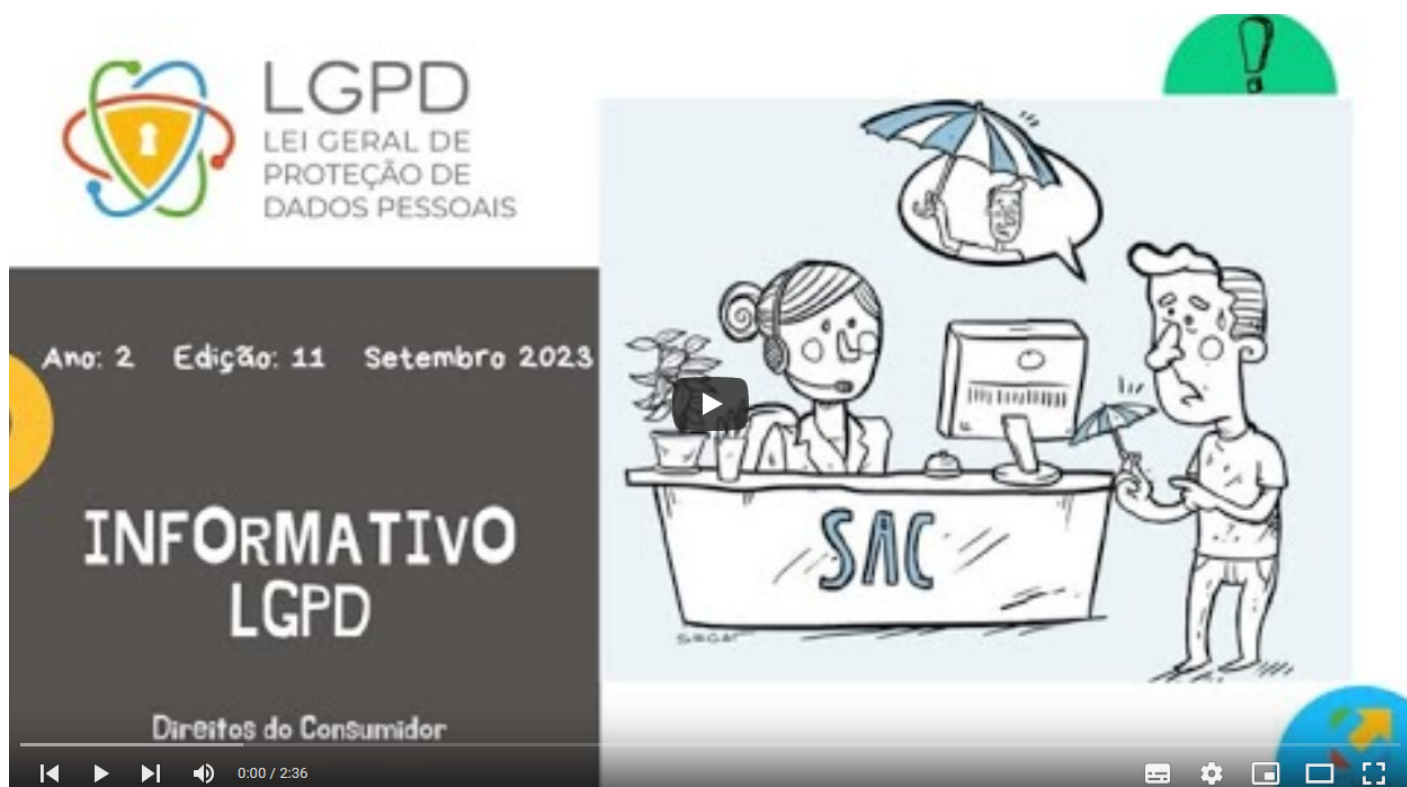 LGPD
LEI GERAL DE
PROTEÇÃO DE
DADOS PESSOAIS
!
Ano: 2 Edição: 11 Setembro 2023
INFORMATIVO
LGPD
Direitos do Consumidor
SAC
0:00 / 2:36